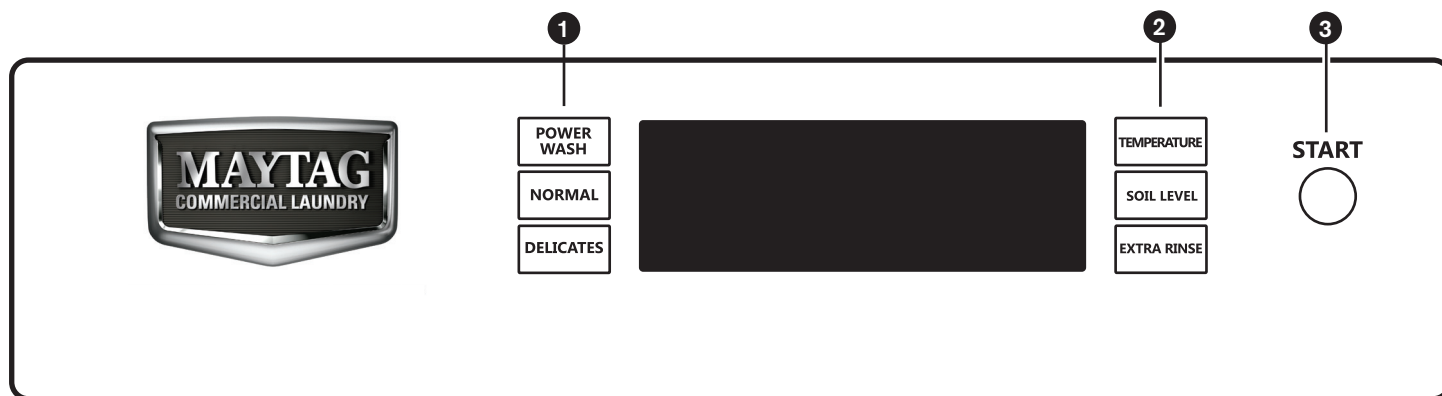 1
2
3
MAYTAG
COMMERCIAL LAUNDRY
POWER
WASH
NORMAL
DELICATES
TEMPERATURE
SOIL LEVEL
EXTRA RINSE
START